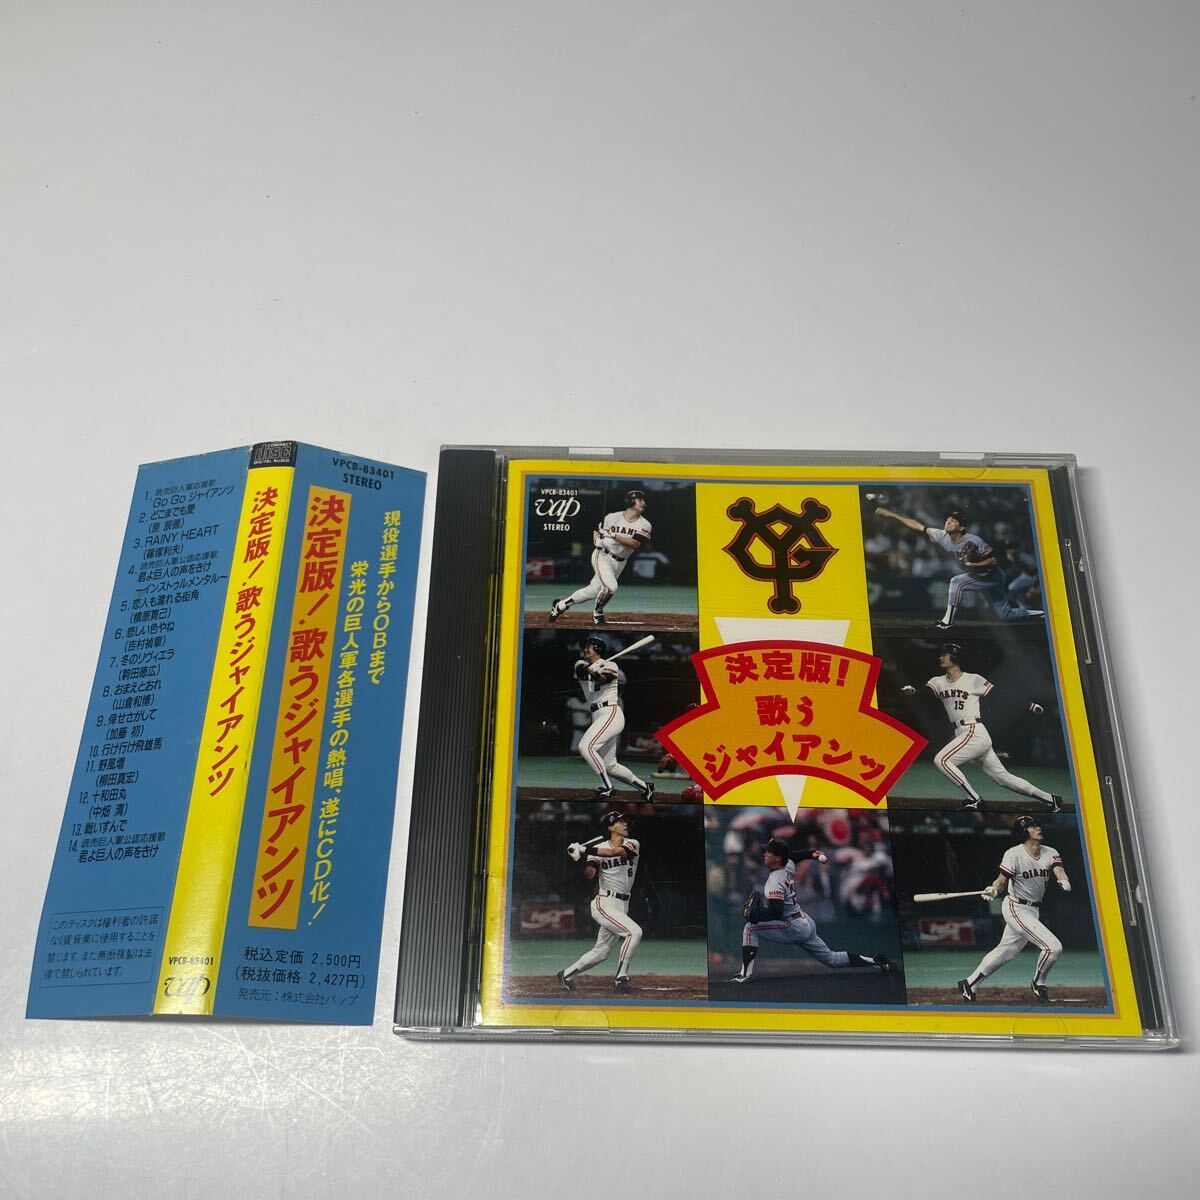 1. 読売巨人軍応援歌
Go Go ジャイアンツ
2. どこまでも愛
(原 辰徳)
3. RAINY HEART
(篠塚利夫)
4. 読売巨人軍公認応援歌
君よ巨人の声をきけ
〜インストゥルメンタル〜
5. 恋人も濡れる街角
(槙原寛己)
6. 悲しい色やね
(吉村禎章)
7. 冬のリヴィエラ
(駒田徳広)
8. おまえとおれ
(山倉和博)
9. 倖せさがして
(加藤 初)
10. 行け行け飛雄馬
11. 野風増
(柳田真宏)
12. 十和田丸
(中畑 清)
13. 戦いすんで
14. 読売巨人軍公認応援歌
君よ巨人の声をきけ
このディスクは権利者の許諾
なく賃貸業に使用することを
禁じます。また無断複製は法
律で禁じられています。
COMPACT
disc
DIGITAL AUDIO
決定版!歌うジャイアンツ
VPCB-83401
vap
VPCB-83401
STEREO
現役選手からOBまで
栄光の巨人軍各選手の熱唱、遂にCD化!
決定版!歌うジャイアンツ
税込定価 2,500円
(税抜価格 2,427円)
発売元:株式会社バップ
VPCB-83401
vap
STEREO
YG
決定版!
歌う
ジャイアンツ
GIANTS
GIANTS
15
GIANTS
6
GIANTS